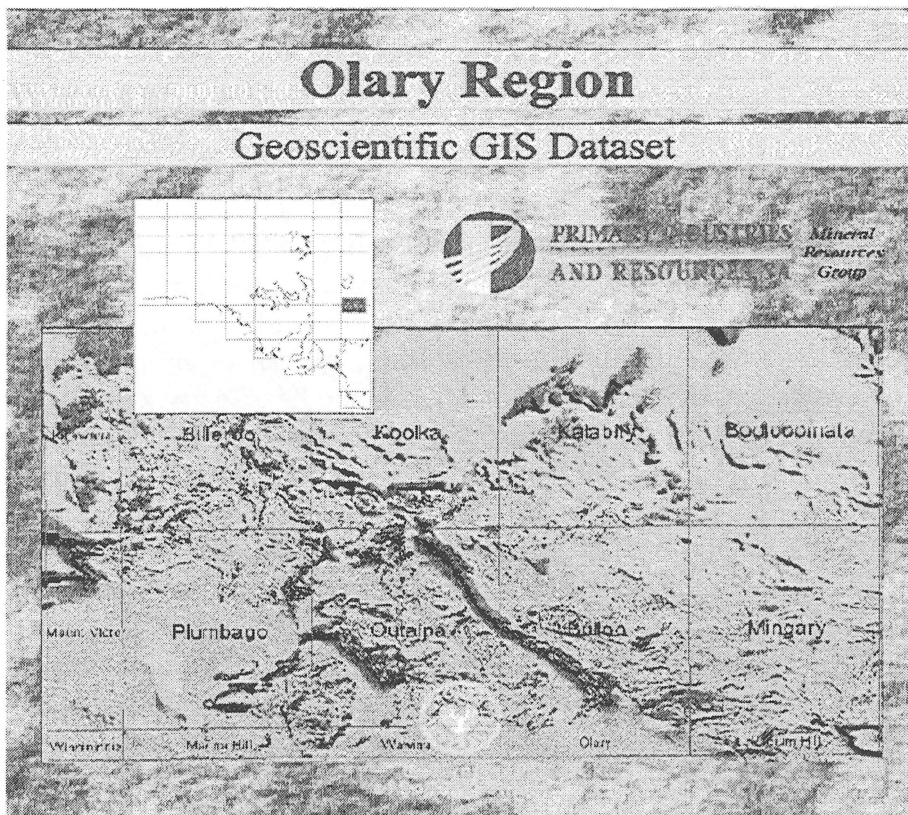 Olary Region
Geoscientific GIS Dataset
PRIMARY INDUSTRIES
AND RESOURCES SA
Mineral
Resources
Group
Billeroo
Koolka
Kalabity
Boolcoomata
Plumbago
Outalpa
Bulloo
Mingary
Olary